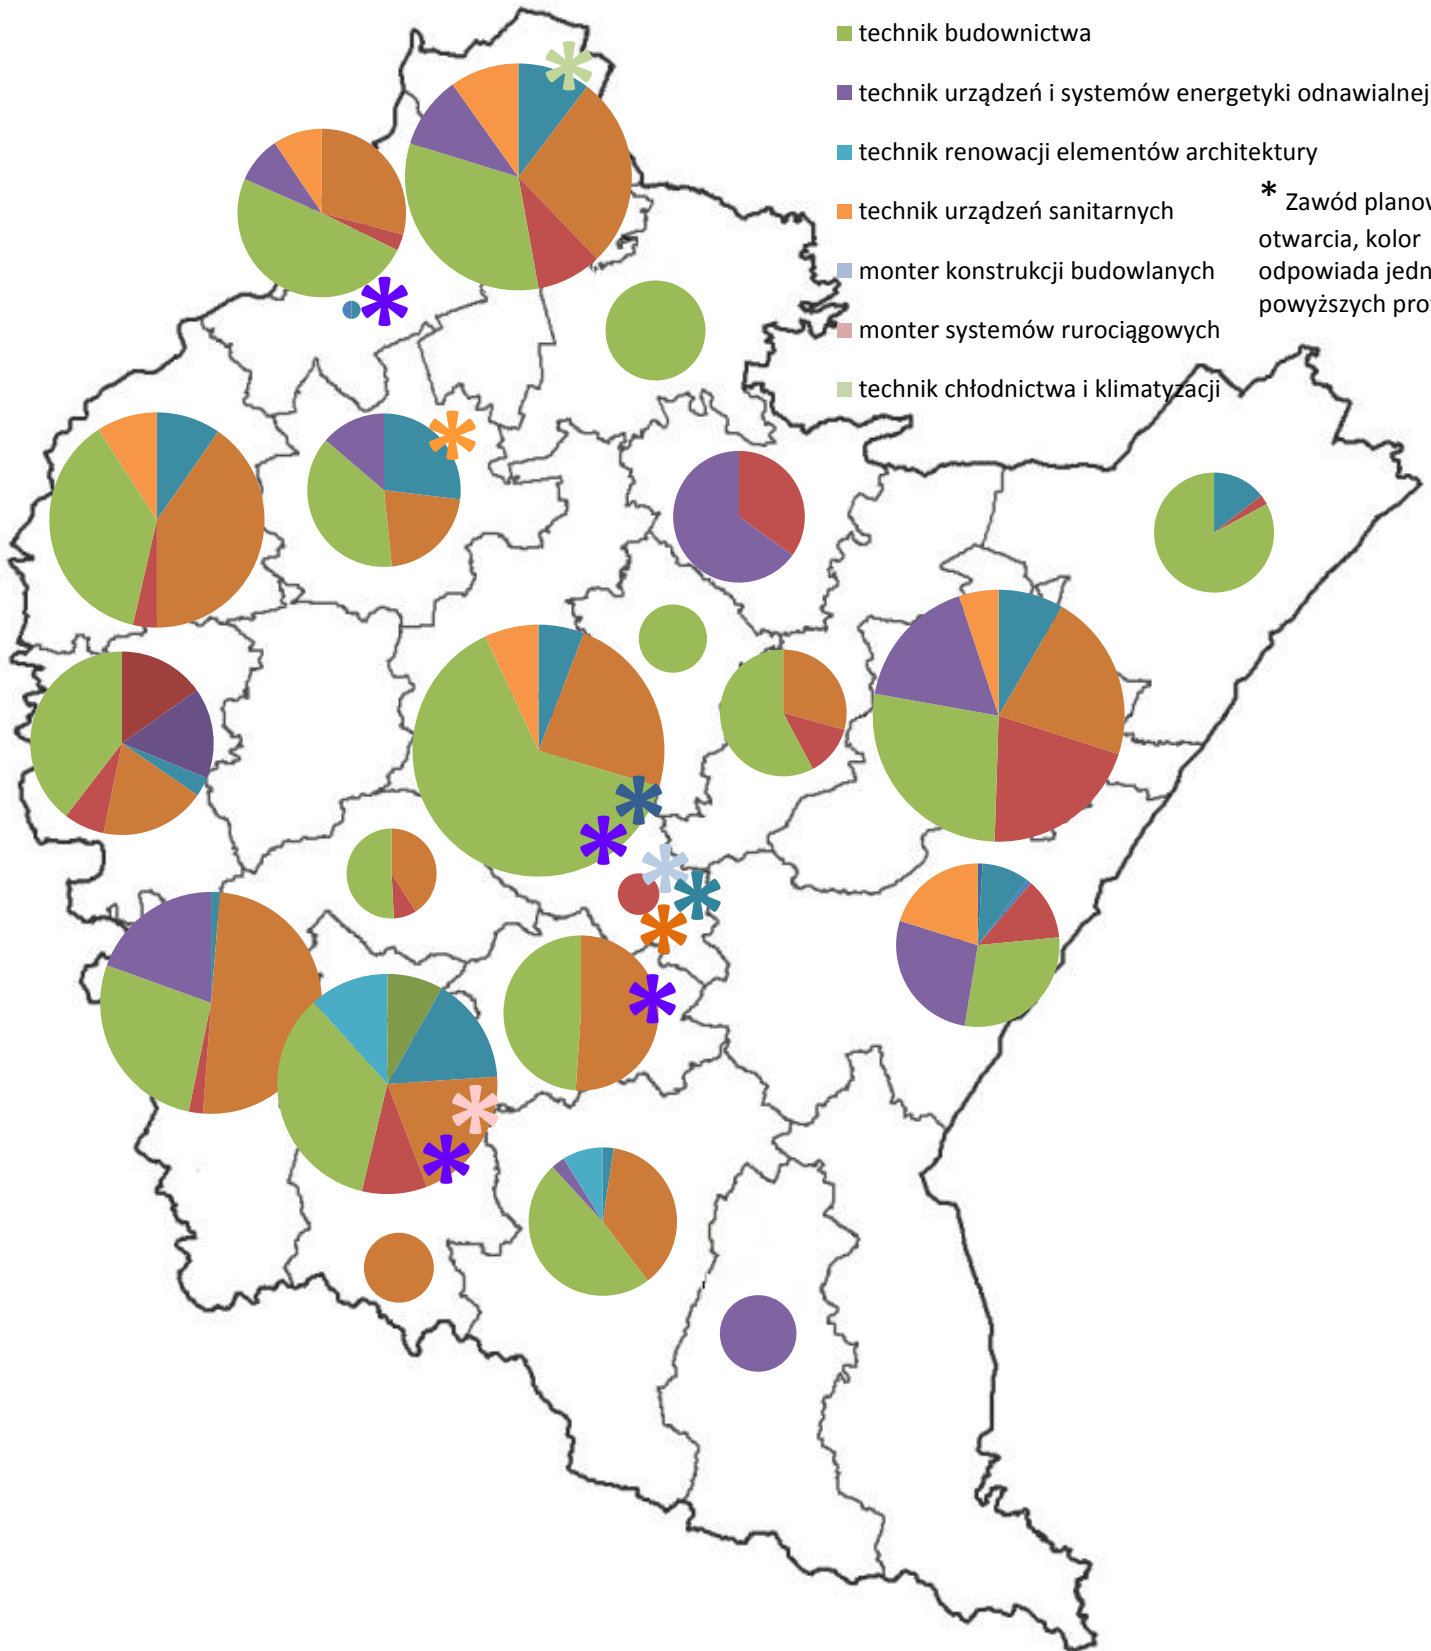 technik budownictwa
technik urządzeń i systemów energetyki odnawialnej
technik renowacji elementów architektury
technik urządzeń sanitarnych
monter konstrukcji budowlanych
monter systemów rurociągowych
technik chłodnictwa i klimatyzacji
* Zawód planow
otwarcia, kolor
odpowiada jedn
powyższych pro